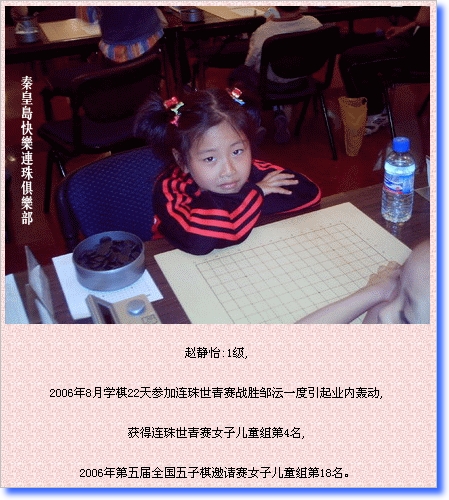 秦皇島快樂連珠俱樂部
赵静怡:1级,
2006年8月学棋22天参加连珠世青赛战胜邹沄一度引起业内轰动,
获得连珠世青赛女子儿童组第4名,
2006年第五届全国五子棋邀请赛女子儿童组第18名。